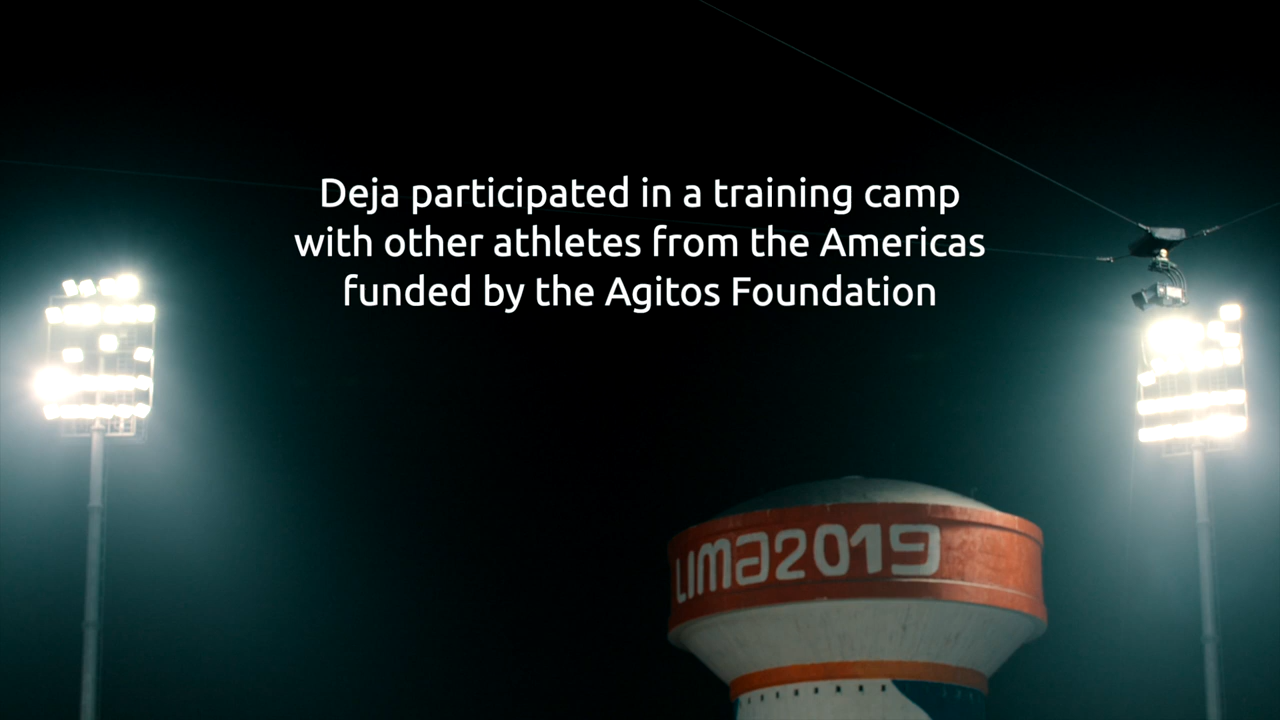 Deja participated in a training camp
with other athletes from the Americas
funded by the Agitos Foundation
LIMA2019